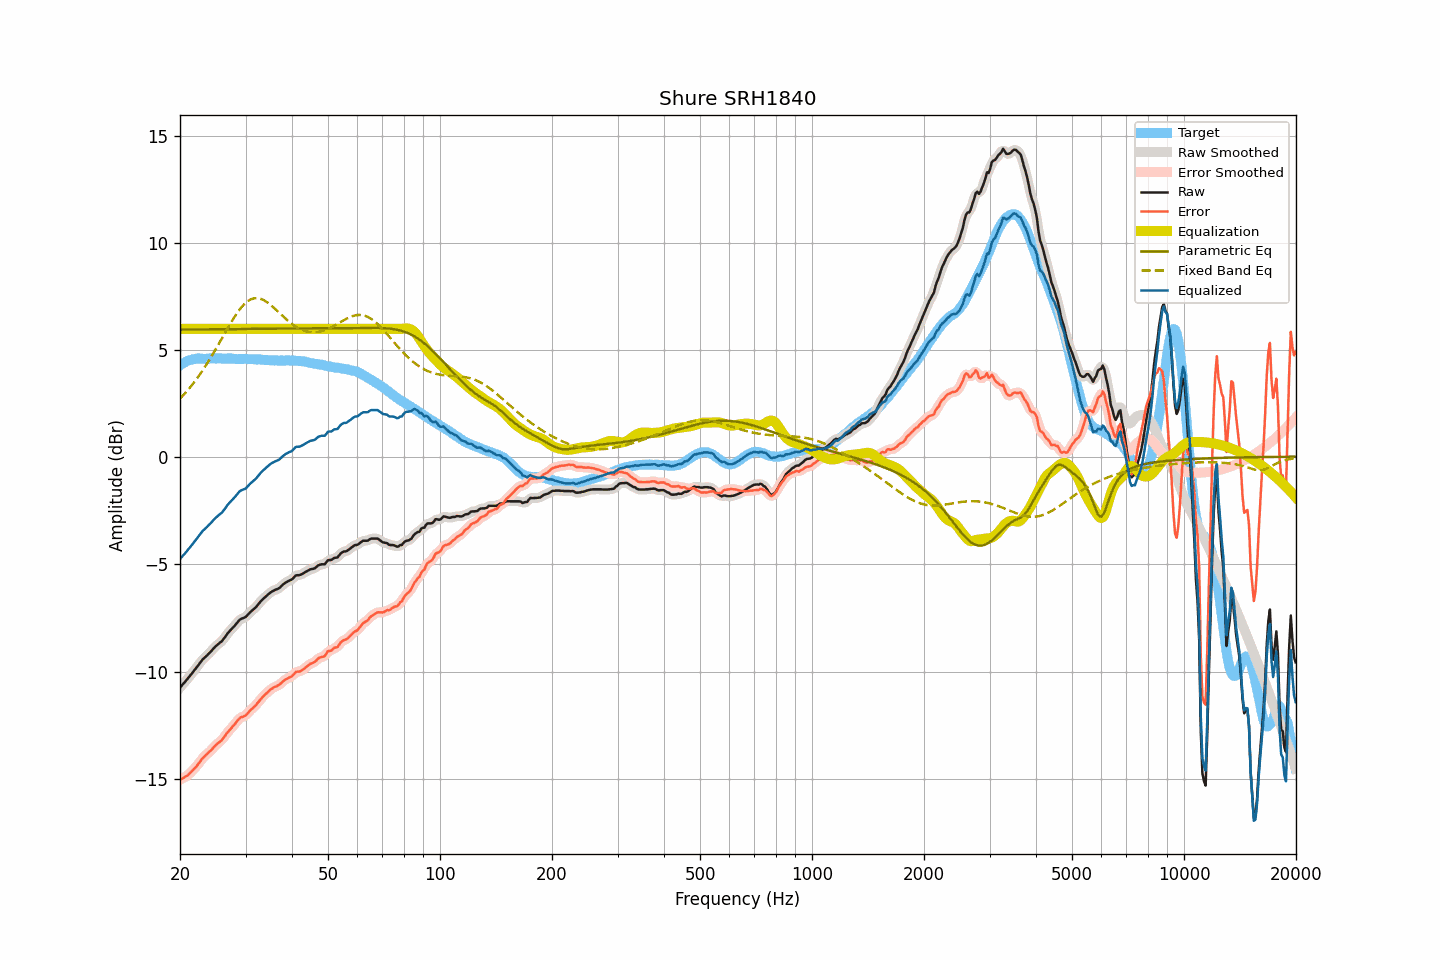 Shure SRH1840
Amplitude (dBr)
15
10
5
0
−5
−10
−15
Target
Raw Smoothed
Error Smoothed
Raw
Error
Equalization
Parametric Eq
Fixed Band Eq
Equalized
20 50 100 200 500 1000 2000 5000 10000 20000
Frequency (Hz)